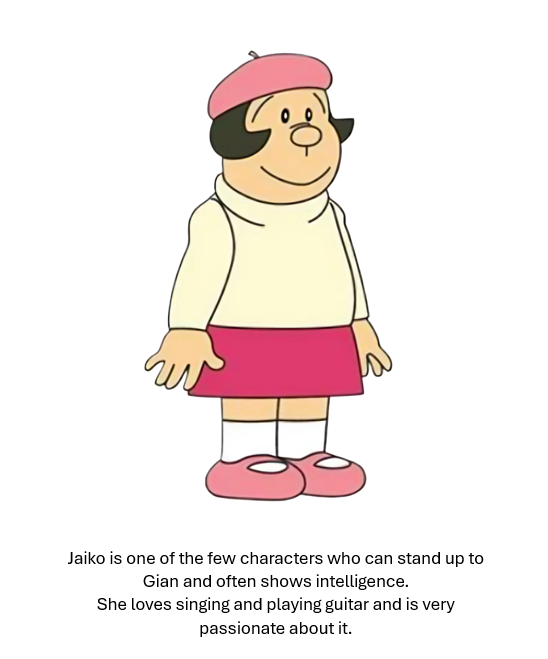 Jaiko is one of the few characters who can stand up to
Gian and often shows intelligence.
She loves singing and playing guitar and is very
passionate about it.